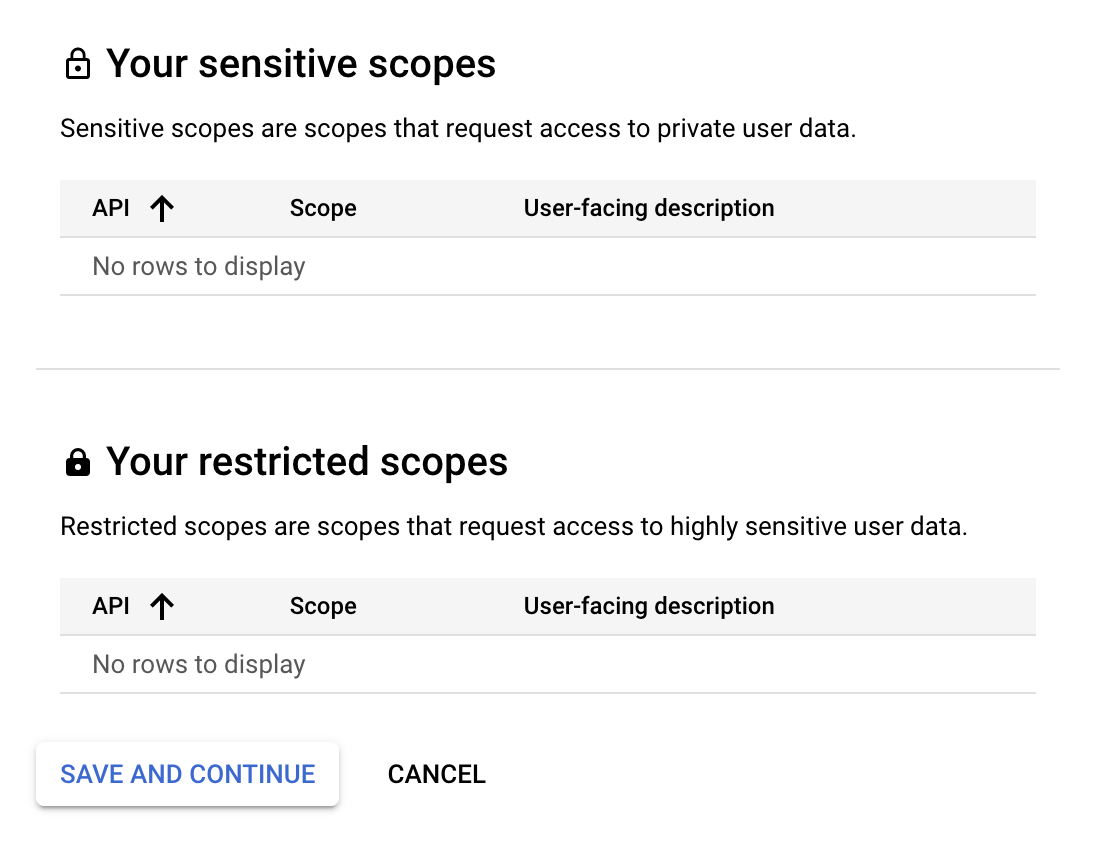 Your sensitive scopes
Sensitive scopes are scopes that request access to private user data.
API Scope User-facing description
No rows to display
Your restricted scopes
Restricted scopes are scopes that request access to highly sensitive user data.
API Scope User-facing description
No rows to display
SAVE AND CONTINUE CANCEL